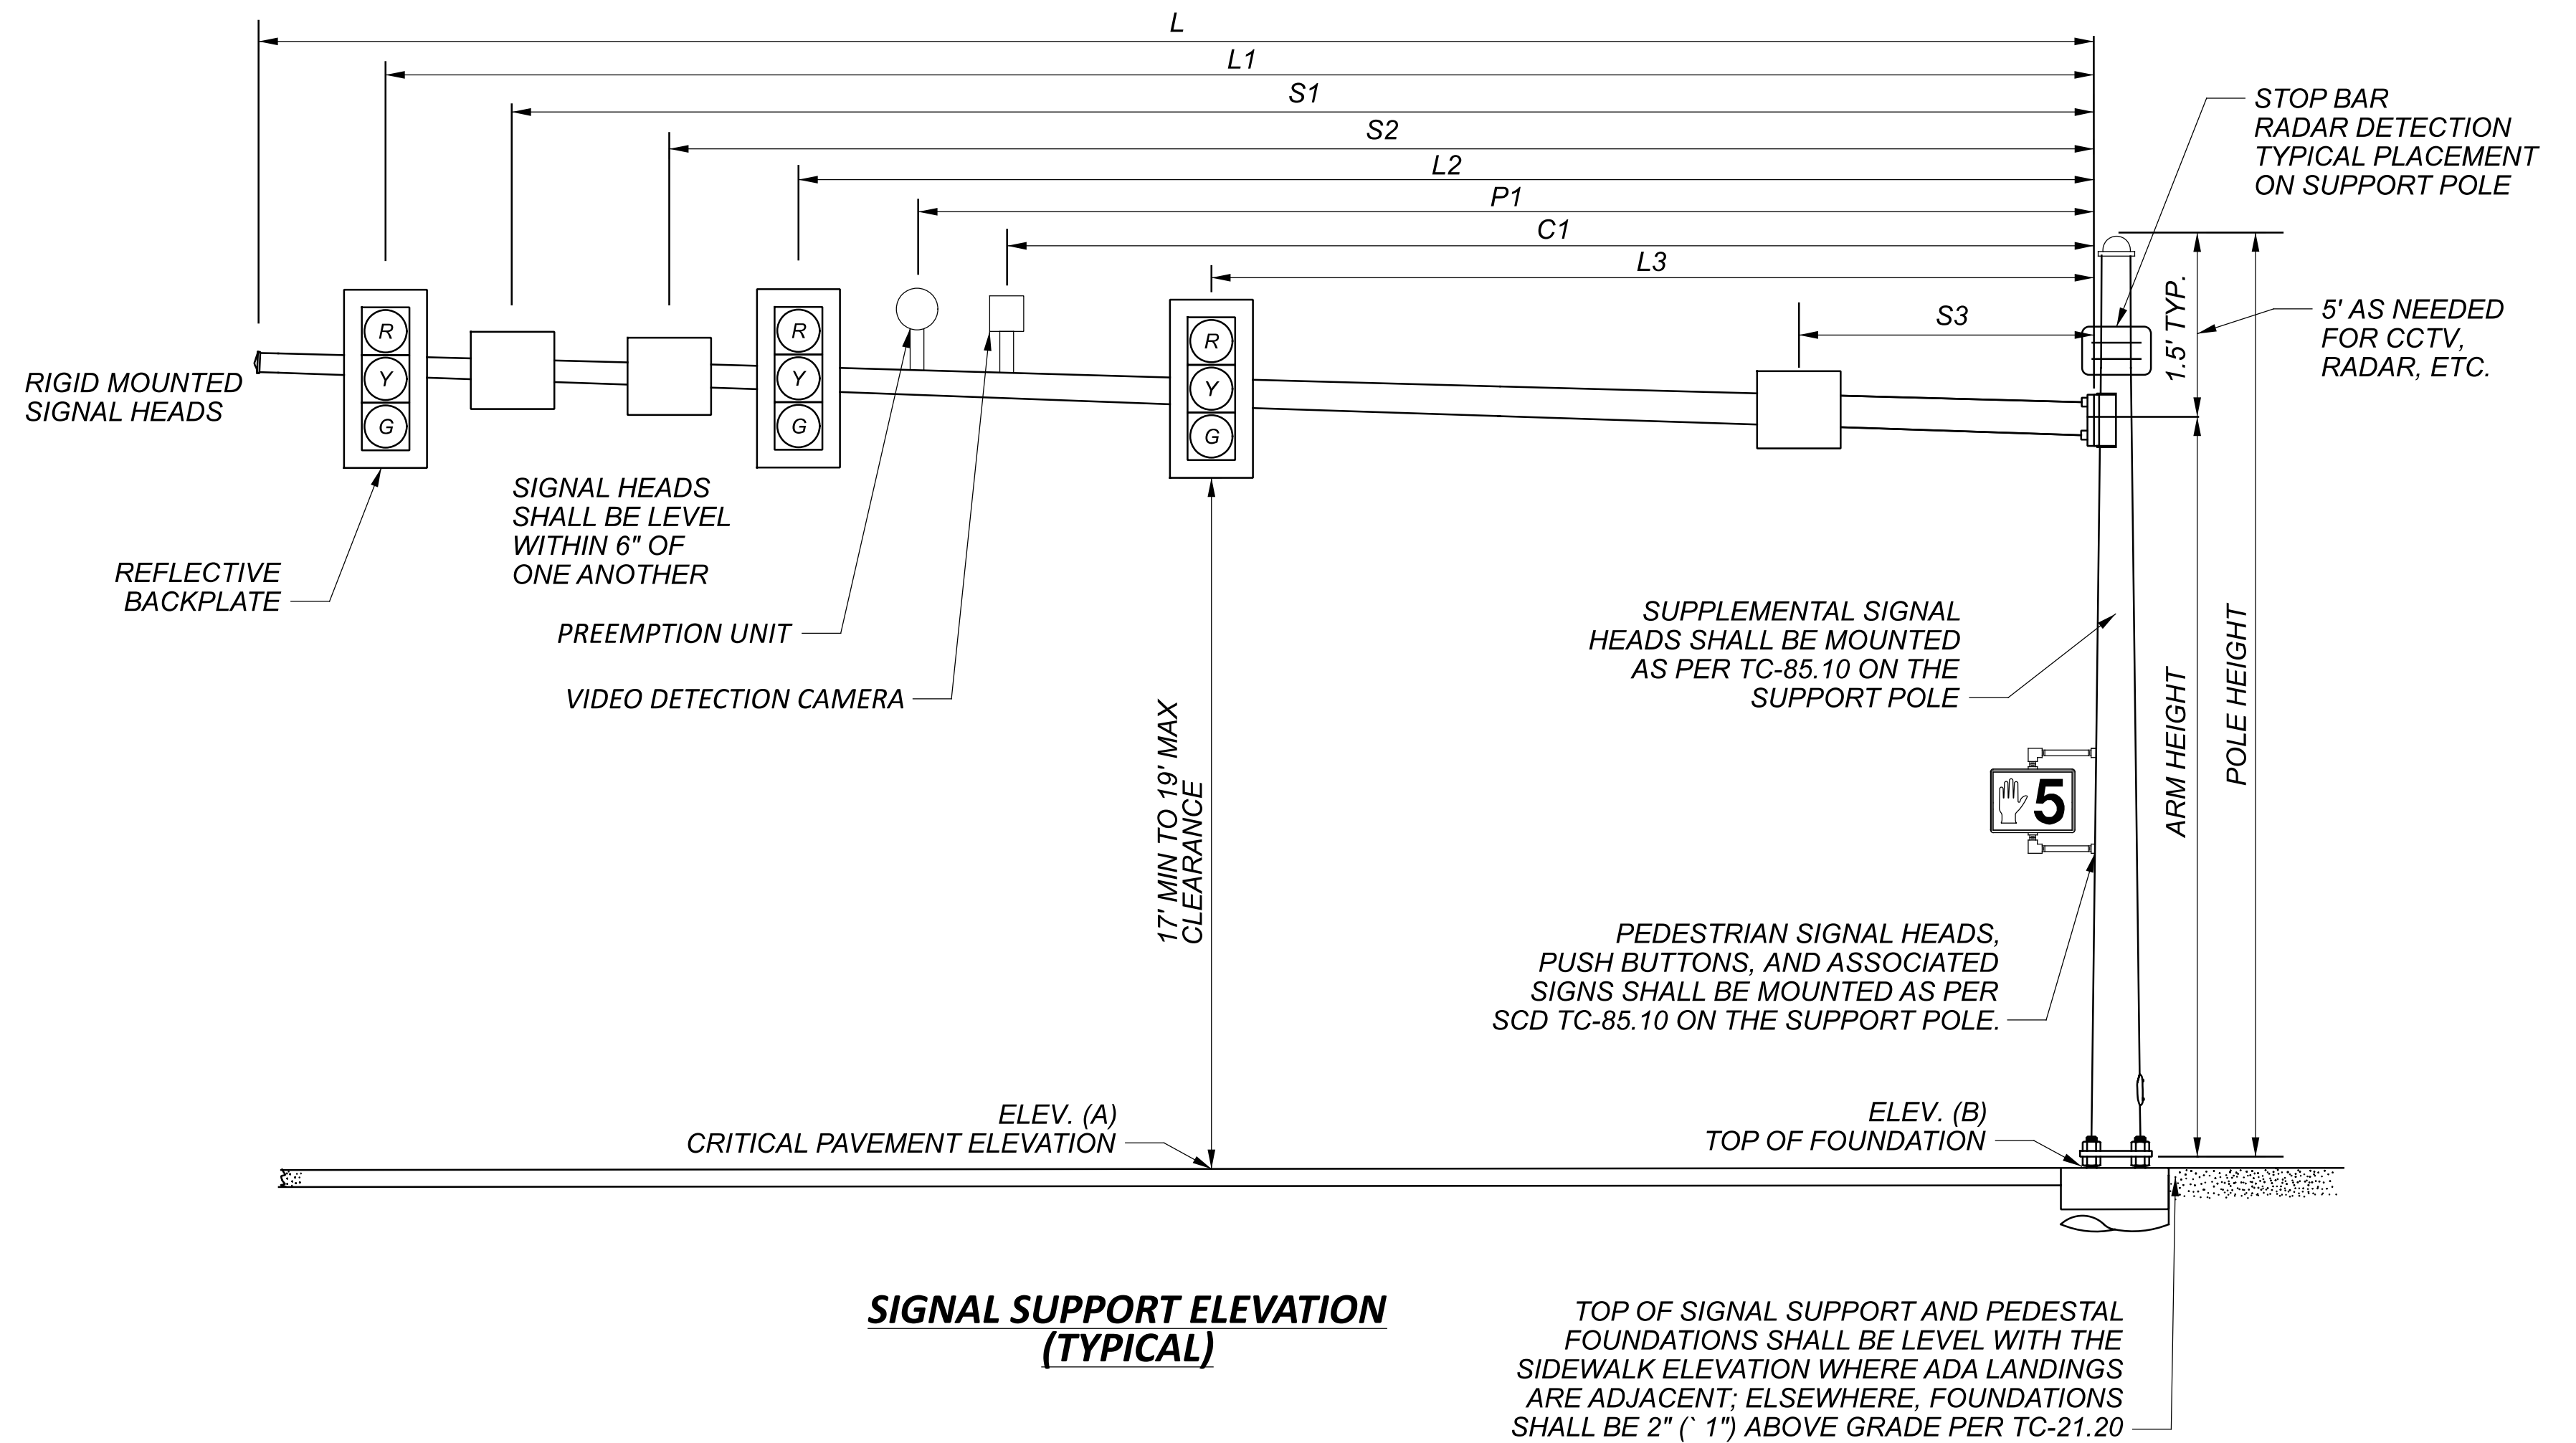 L
L1
S1
S2
L2
P1
C1
L3
S3
STOP BAR
RADAR DETECTION
TYPICAL PLACEMENT
ON SUPPORT POLE
1.5' TYP.
5' AS NEEDED
FOR CCTV,
RADAR, ETC.
RIGID MOUNTED
SIGNAL HEADS
R
Y
G
R
Y
G
R
Y
G
SIGNAL HEADS
SHALL BE LEVEL
WITHIN 6" OF
ONE ANOTHER
REFLECTIVE
BACKPLATE
PREEMPTION UNIT
VIDEO DETECTION CAMERA
17' MIN TO 19' MAX
CLEARANCE
SUPPLEMENTAL SIGNAL
HEADS SHALL BE MOUNTED
AS PER TC-85.10 ON THE
SUPPORT POLE
ARM HEIGHT
POLE HEIGHT
5
PEDESTRIAN SIGNAL HEADS,
PUSH BUTTONS, AND ASSOCIATED
SIGNS SHALL BE MOUNTED AS PER
SCD TC-85.10 ON THE SUPPORT POLE.
ELEV. (A)
CRITICAL PAVEMENT ELEVATION
ELEV. (B)
TOP OF FOUNDATION
SIGNAL SUPPORT ELEVATION
(TYPICAL)
TOP OF SIGNAL SUPPORT AND PEDESTAL
FOUNDATIONS SHALL BE LEVEL WITH THE
SIDEWALK ELEVATION WHERE ADA LANDINGS
ARE ADJACENT; ELSEWHERE, FOUNDATIONS
SHALL BE 2" (` 1") ABOVE GRADE PER TC-21.20